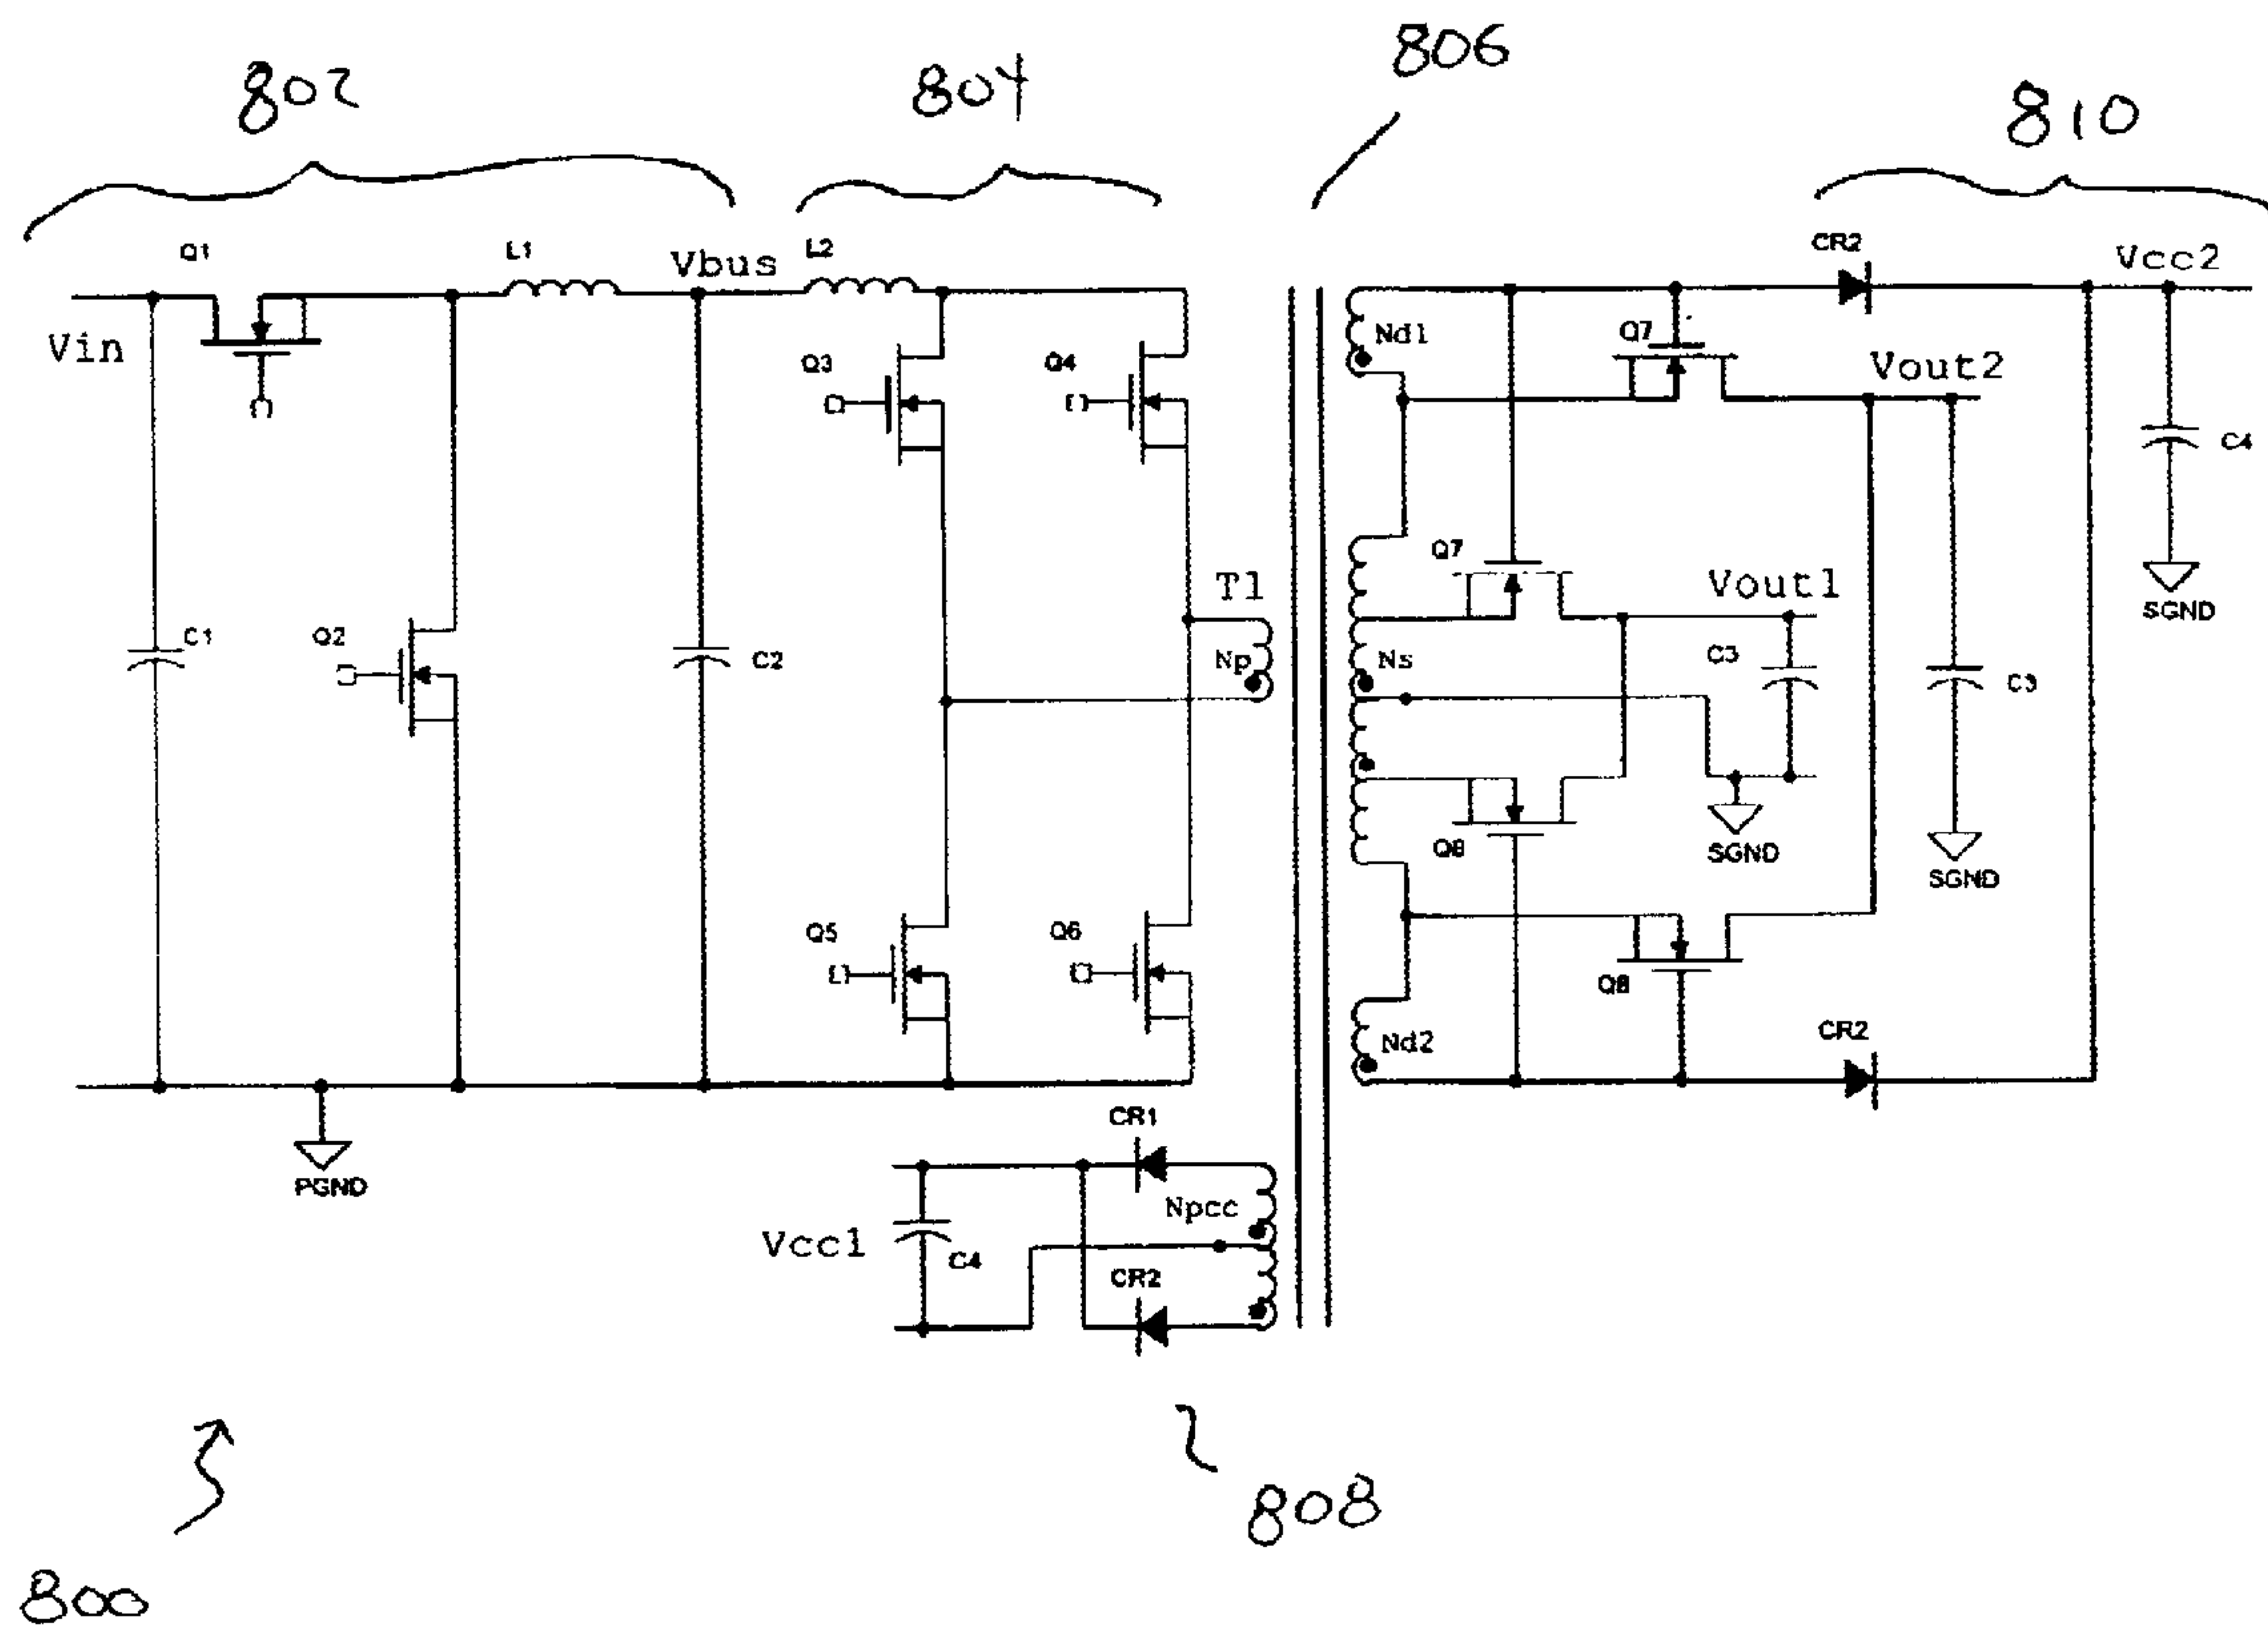 802
804
806
810
Q1
L1
Vbus
L2
CR2
Vcc2
Vin
Q3
Q4
Nd1
Q7
Vout2
C4
Q7
T1
Vout1
SGND
C1
Q2
C2
Np
Ns
C3
C3
Q8
SGND
SGND
Q5
Q6
Q8
Nd2
CR2
CR1
PGND
Npcc
Vcc1
C4
CR2
808
800